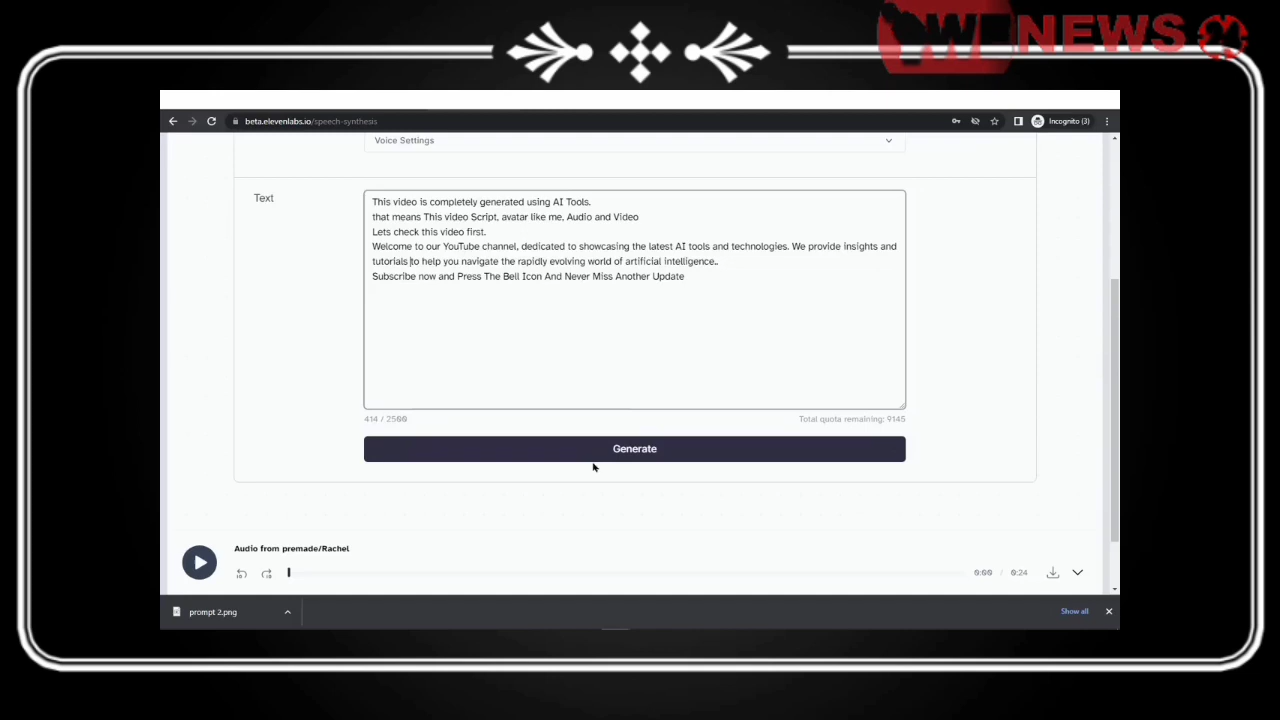 NEWS
beta.elevenlabs.io/speech-synthesis
Incognito (3)
Voice Settings
Text
This video is completely generated using AI Tools.
that means This video Script, avatar like me, Audio and Video
Lets check this video first.
Welcome to our YouTube channel, dedicated to showcasing the latest AI tools and technologies. We provide insights and
tutorials to help you navigate the rapidly evolving world of artificial intelligence..
Subscribe now and Press The Bell Icon And Never Miss Another Update
414 / 2500
Total quota remaining: 9145
Generate
Audio from premade/Rachel
0:00 / 0:24
prompt 2.png
Show all